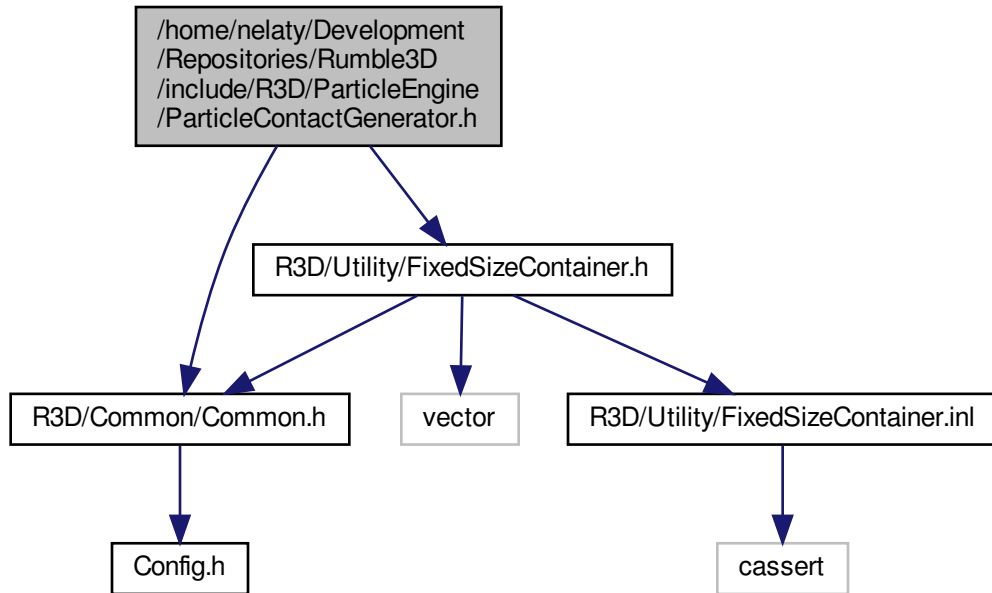 /home/nelaty/Development
/Repositories/Rumble3D
/include/R3D/ParticleEngine
/ParticleContactGenerator.h
R3D/Utility/FixedSizeContainer.h
R3D/Common/Common.h
vector
R3D/Utility/FixedSizeContainer.inl
Config.h
cassert